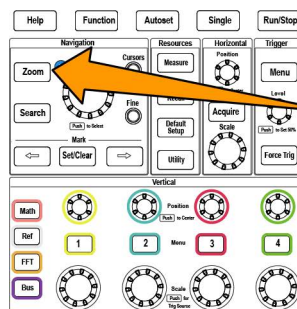 Help
Function
Autoset
Single
Run/Stop
Navigation
Resources
Horizontal
Trigger
Zoom
Cursors
Measure
Position
Menu
Level
Search
Fine
Acquire
Push to Select
Default
Setup
Scale
Push to Set 50%
Mark
Set/Clear
Utility
Force Trig
Vertical
Math
Position
Push to Center
Ref
1
2
Menu
3
4
FFT
Bus
Scale
Push for
Trig Source